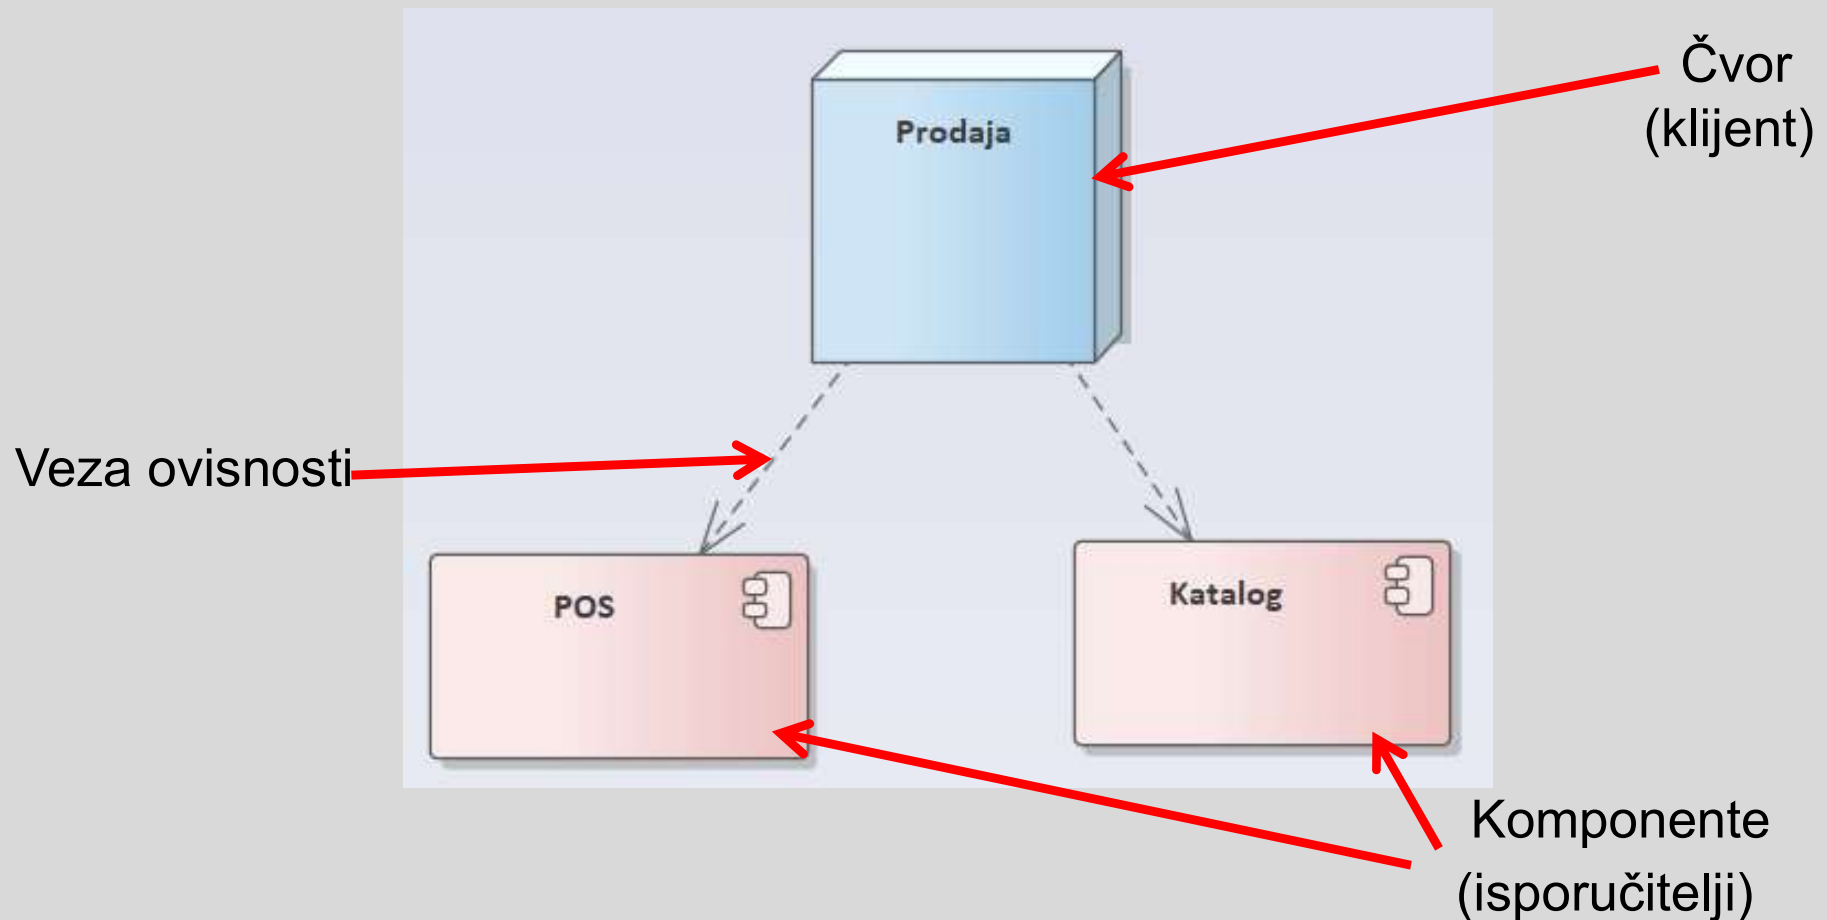 Čvor
(klijent)
Prodaja
Veza ovisnosti
POS
Katalog
Komponente
(isporučitelji)